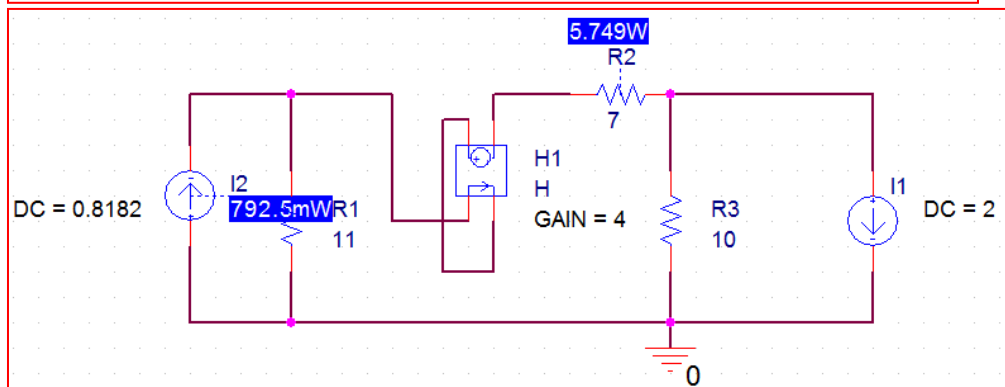 5.749W
R2
7
H1
H
GAIN = 4
I2
DC = 0.8182
792.5mW
R1
11
R3
10
I1
DC = 2
0